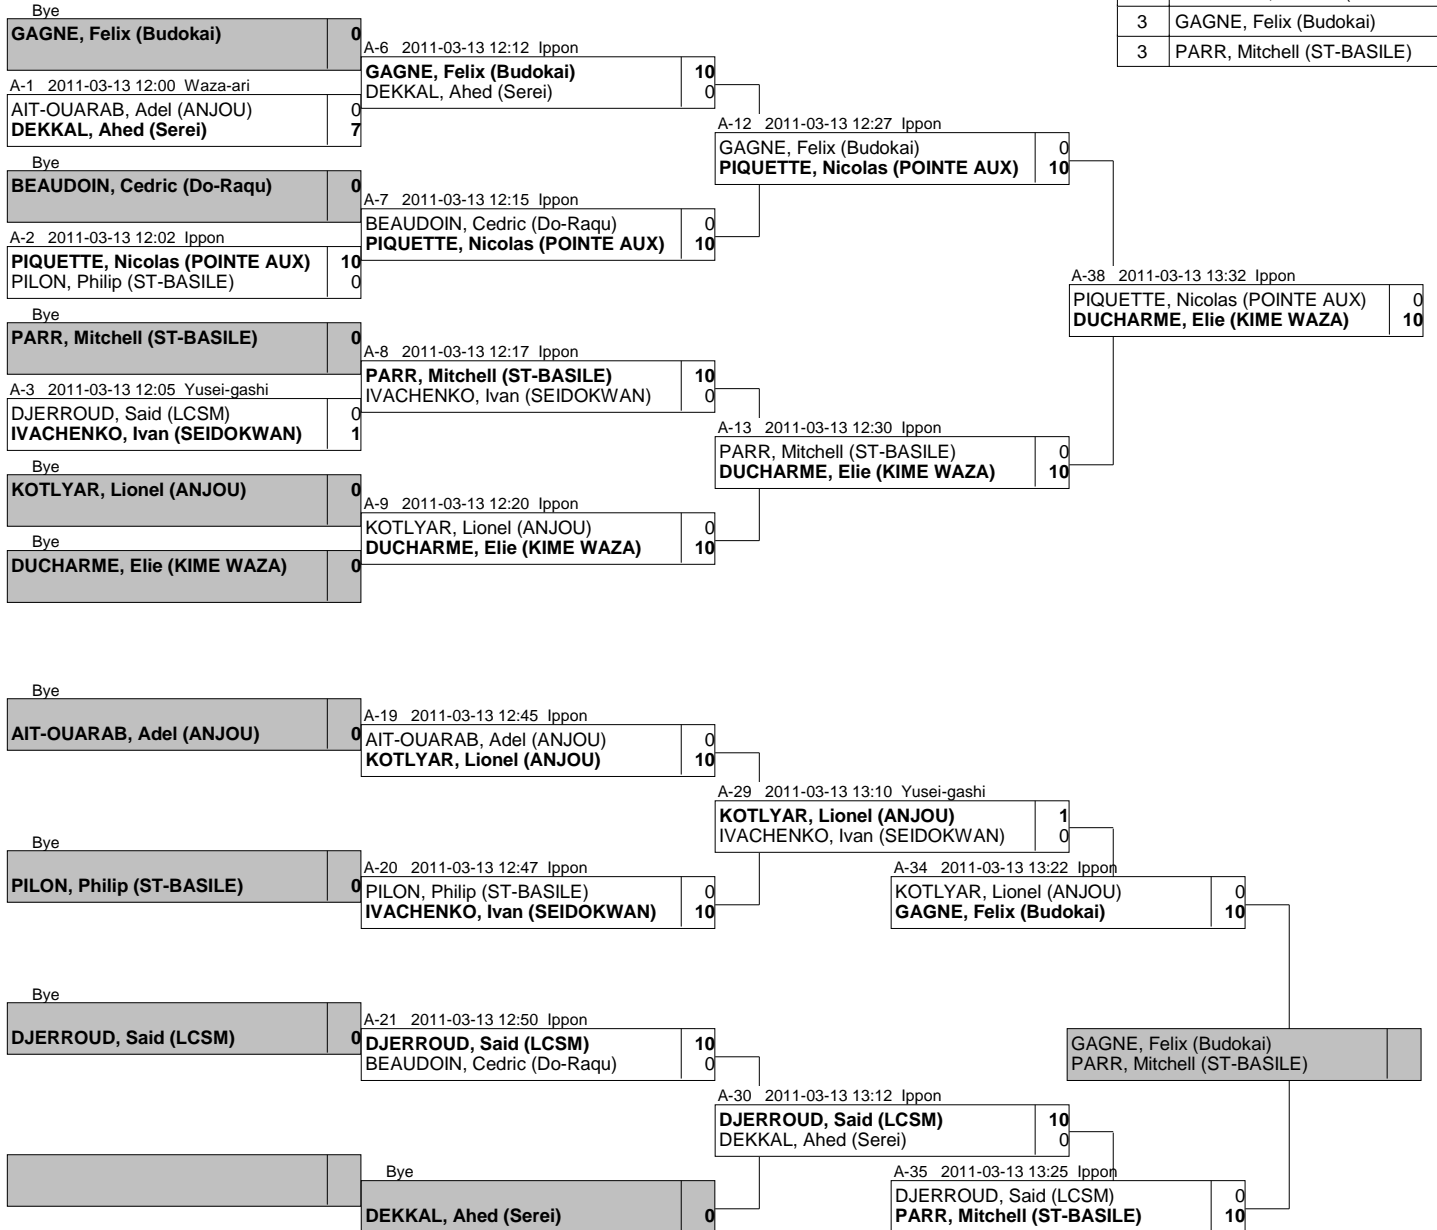 3 GAGNE, Felix (Budokai)
3 PARR, Mitchell (ST-BASILE)
Bye
GAGNE, Felix (Budokai) 0
A-1 2011-03-13 12:00 Waza-ari
AIT-OUARAB, Adel (ANJOU) 0
DEKKAL, Ahed (Serei) 7
Bye
BEAUDOIN, Cedric (Do-Raqu) 0
A-2 2011-03-13 12:02 Ippon
PIQUETTE, Nicolas (POINTE AUX) 10
PILON, Philip (ST-BASILE) 0
Bye
PARR, Mitchell (ST-BASILE) 0
A-3 2011-03-13 12:05 Yusei-gashi
DJERROUD, Said (LCSM) 0
IVACHENKO, Ivan (SEIDOKWAN) 1
Bye
KOTLYAR, Lionel (ANJOU) 0
Bye
DUCHARME, Elie (KIME WAZA) 0
A-6 2011-03-13 12:12 Ippon
GAGNE, Felix (Budokai) 10
DEKKAL, Ahed (Serei) 0
A-7 2011-03-13 12:15 Ippon
BEAUDOIN, Cedric (Do-Raqu) 0
PIQUETTE, Nicolas (POINTE AUX) 10
A-8 2011-03-13 12:17 Ippon
PARR, Mitchell (ST-BASILE) 10
IVACHENKO, Ivan (SEIDOKWAN) 0
A-9 2011-03-13 12:20 Ippon
KOTLYAR, Lionel (ANJOU) 0
DUCHARME, Elie (KIME WAZA) 10
A-12 2011-03-13 12:27 Ippon
GAGNE, Felix (Budokai) 0
PIQUETTE, Nicolas (POINTE AUX) 10
A-13 2011-03-13 12:30 Ippon
PARR, Mitchell (ST-BASILE) 0
DUCHARME, Elie (KIME WAZA) 10
A-38 2011-03-13 13:32 Ippon
PIQUETTE, Nicolas (POINTE AUX) 0
DUCHARME, Elie (KIME WAZA) 10
Bye
AIT-OUARAB, Adel (ANJOU) 0
Bye
PILON, Philip (ST-BASILE) 0
Bye
DJERROUD, Said (LCSM) 0
A-19 2011-03-13 12:45 Ippon
AIT-OUARAB, Adel (ANJOU) 0
KOTLYAR, Lionel (ANJOU) 10
A-20 2011-03-13 12:47 Ippon
PILON, Philip (ST-BASILE) 0
IVACHENKO, Ivan (SEIDOKWAN) 10
A-21 2011-03-13 12:50 Ippon
DJERROUD, Said (LCSM) 10
BEAUDOIN, Cedric (Do-Raqu) 0
Bye
DEKKAL, Ahed (Serei) 0
A-29 2011-03-13 13:10 Yusei-gashi
KOTLYAR, Lionel (ANJOU) 1
IVACHENKO, Ivan (SEIDOKWAN) 0
A-30 2011-03-13 13:12 Ippon
DJERROUD, Said (LCSM) 10
DEKKAL, Ahed (Serei) 0
A-34 2011-03-13 13:22 Ippon
KOTLYAR, Lionel (ANJOU) 0
GAGNE, Felix (Budokai) 10
A-35 2011-03-13 13:25 Ippon
DJERROUD, Said (LCSM) 0
PARR, Mitchell (ST-BASILE) 10
GAGNE, Felix (Budokai)
PARR, Mitchell (ST-BASILE)